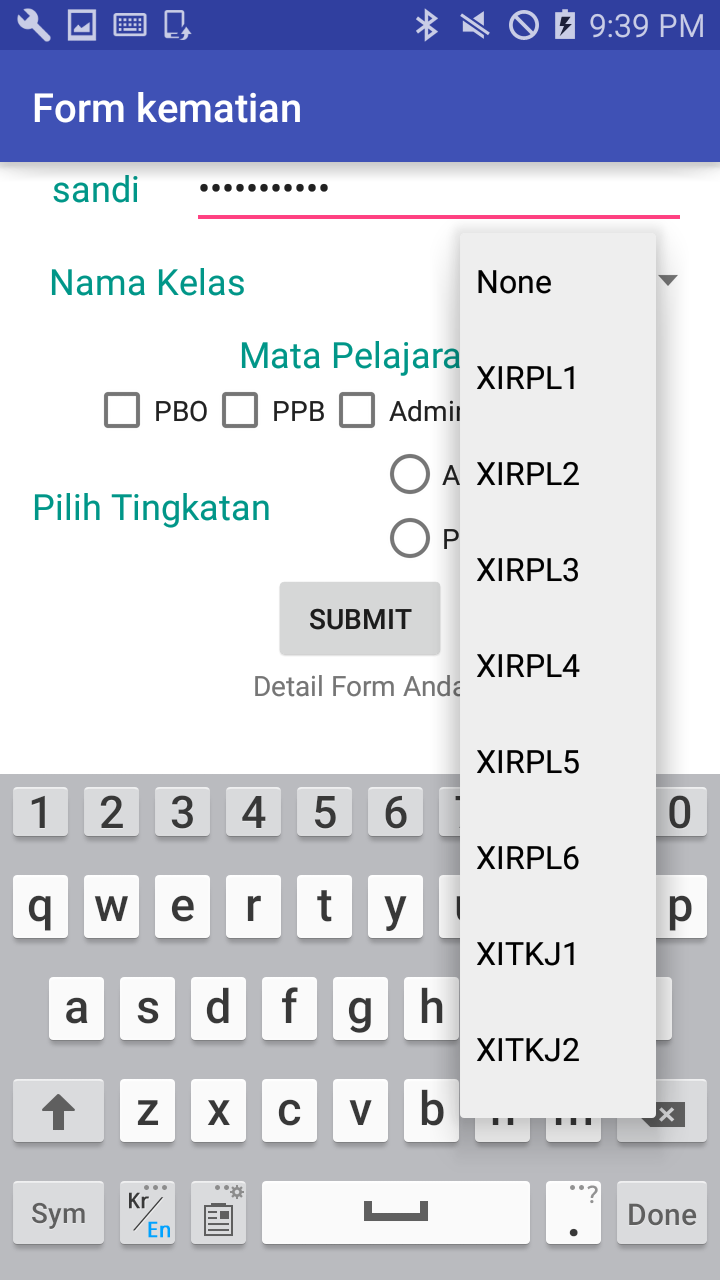 9:39 PM
Form kematian
sandi •••••••••••
Nama Kelas
None
Mata Pelajara
XIRPL1
PBO PPB Admin
XIRPL2
Pilih Tingkatan
A
P
XIRPL3
SUBMIT
XIRPL4
Detail Form Anda
XIRPL5
1 2 3 4 5 6 0
XIRPL6
q w e r t y p
XITKJ1
a s d f g h
XITKJ2
z x c v b n m
Sym Kr/En . ? Done